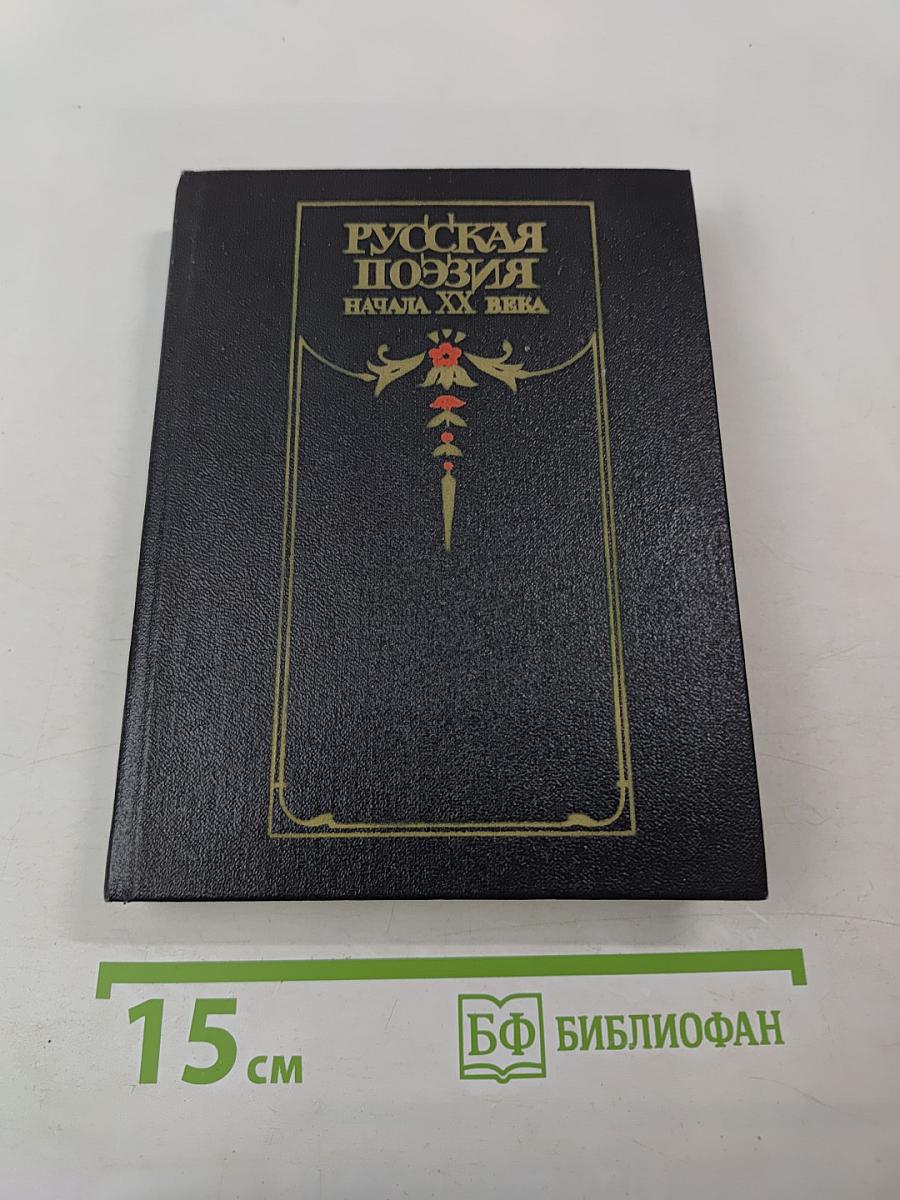 РУССКАЯ
ПОЭЗИЯ
НАЧАЛА XX ВЕКА
15 см
БФ БИБЛИОФАН